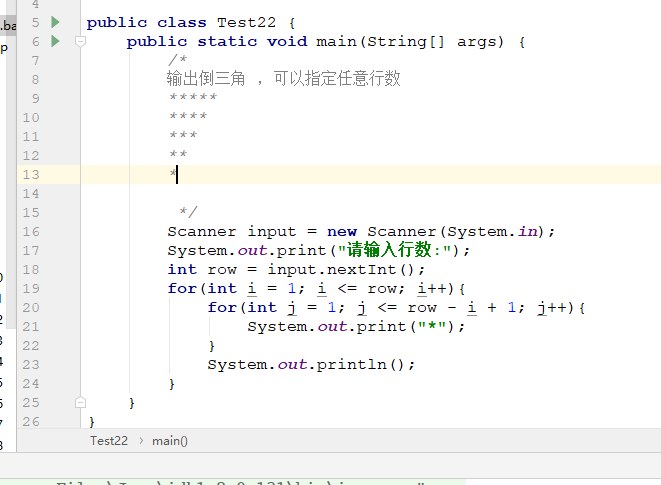 4
.ba
5 public class Test22 {
p
6 public static void main(String[] args) {
7 /*
8 输出倒三角 ，可以指定任意行数
9 *****
10 ****
11 ***
12 **
13 *
14
15 */
16 Scanner input = new Scanner(System.in);
17 System.out.print("请输入行数:");
18 int row = input.nextInt();
19 for(int i = 1; i <= row; i++){
20 for(int j = 1; j <= row - i + 1; j++){
21 System.out.print("*");
22 }
23 System.out.println();
24 }
25 }
26 }
Test22 › main()